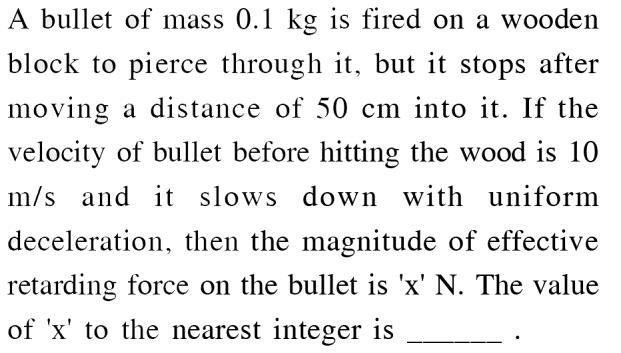 A bullet of mass 0.1 kg is fired on a wooden
block to pierce through it, but it stops after
moving a distance of 50 cm into it. If the
velocity of bullet before hitting the wood is 10
m/s and it slows down with uniform
deceleration, then the magnitude of effective
retarding force on the bullet is 'x' N. The value
of 'x' to the nearest integer is ______ .